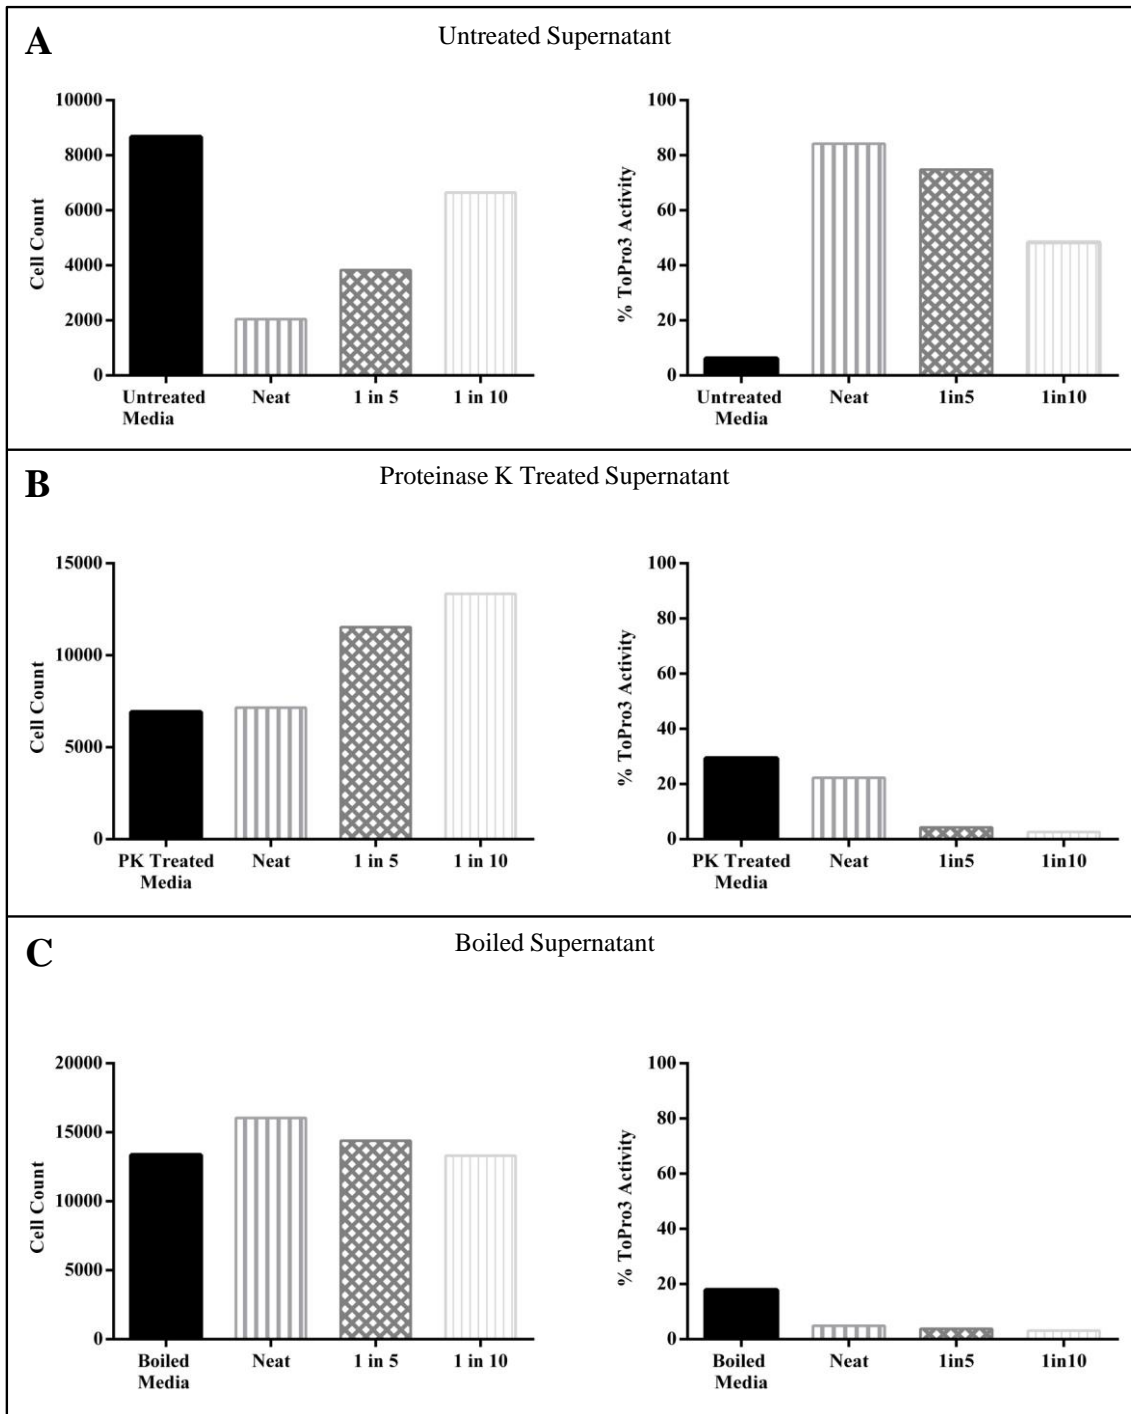 A
Untreated Supernatant
10000
8000
6000
4000
2000
0
Cell Count
Untreated
Media
Neat
1 in 5
1 in 10
100
80
60
40
20
0
% ToPro3 Activity
Untreated
Media
Neat
1in5
1in10
B
Proteinase K Treated Supernatant
15000
10000
5000
0
Cell Count
PK Treated
Media
Neat
1 in 5
1 in 10
100
80
60
40
20
0
% ToPro3 Activity
PK Treated
Media
Neat
1in5
1in10
C
Boiled Supernatant
20000
15000
10000
5000
0
Cell Count
Boiled
Media
Neat
1 in 5
1 in 10
100
80
60
40
20
0
% ToPro3 Activity
Boiled
Media
Neat
1in5
1in10